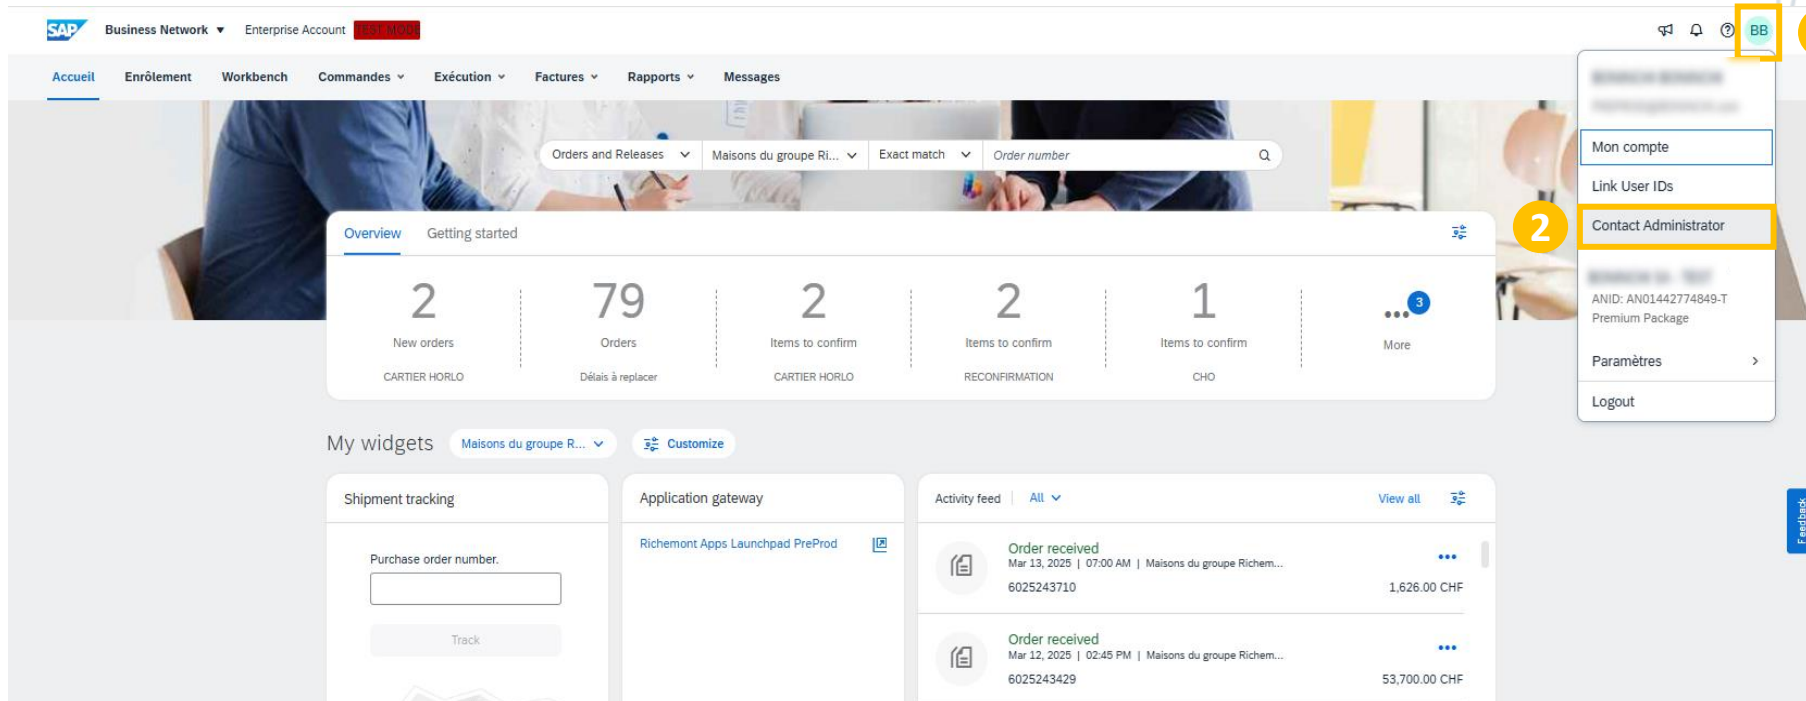 SAP Business Network Enterprise Account TEST MODE BB
Accueil Enrôlement Workbench Commandes Exécution Factures Rapports Messages
Orders and Releases Maisons du groupe Ri... Exact match Order number
Mon compte
Link User IDs
2 Contact Administrator
ANID: AN01442774849-T
Premium Package
Paramètres
Logout
Overview Getting started
2 79 2 2 1 ... 3
New orders Orders Items to confirm Items to confirm Items to confirm More
CARTIER HORLO Délais à replacer CARTIER HORLO RECONFIRMATION CHO
My widgets Maisons du groupe R... Customize
Shipment tracking
Purchase order number.
Track
Application gateway
Richemont Apps Launchpad PreProd
Activity feed All View all
Order received
Mar 13, 2025 | 07:00 AM | Maisons du groupe Richem...
6025243710 1,626.00 CHF
Order received
Mar 12, 2025 | 02:45 PM | Maisons du groupe Richem...
6025243429 53,700.00 CHF
Feedback